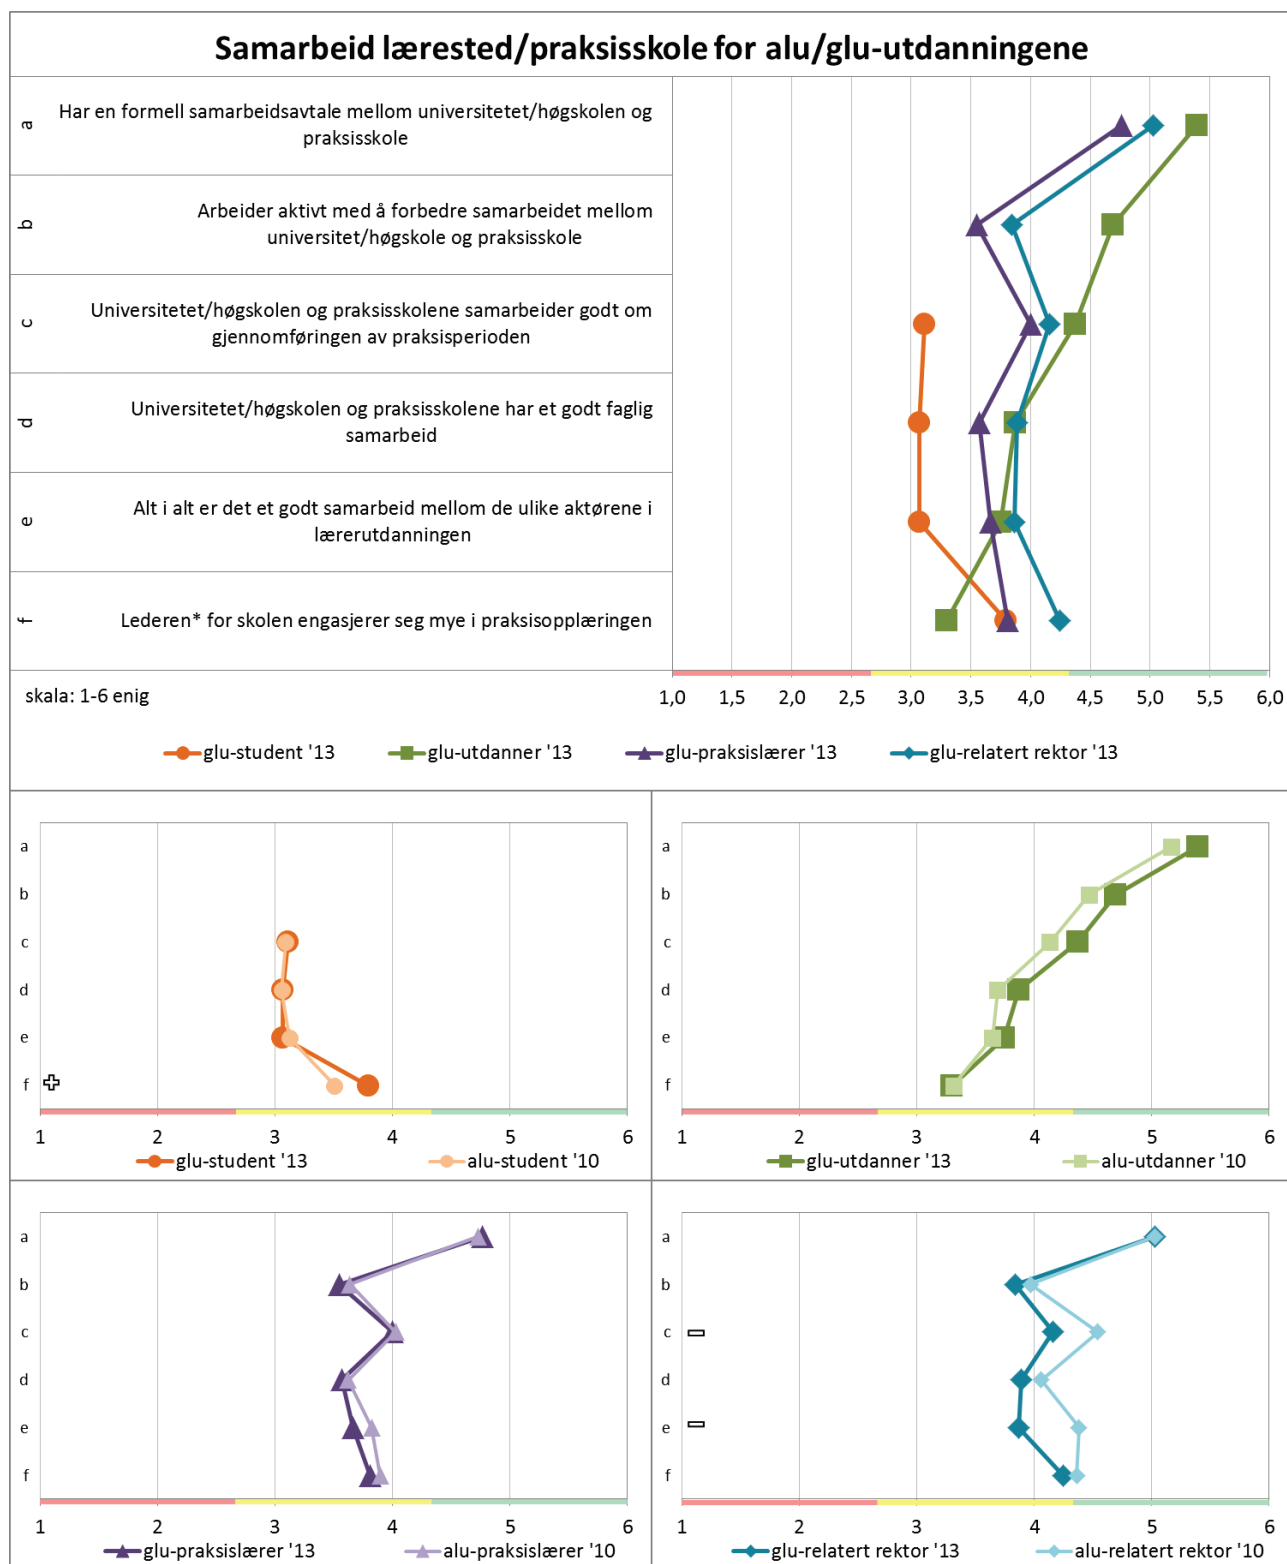 Samarbeid lærested/praksisskole for alu/glu-utdanningene
a
Har en formell samarbeidsavtale mellom universitetet/høgskolen og
praksisskole
b
Arbeider aktivt med å forbedre samarbeidet mellom
universitet/høgskole og praksisskole
c
Universitetet/høgskolen og praksisskolene samarbeider godt om
gjennomføringen av praksisperioden
d
Universitetet/høgskolen og praksisskolene har et godt faglig
samarbeid
e
Alt i alt er det et godt samarbeid mellom de ulike aktørene i
lærerutdanningen
f
Lederen* for skolen engasjerer seg mye i praksisopplæringen
skala: 1-6 enig
1,0 1,5 2,0 2,5 3,0 3,5 4,0 4,5 5,0 5,5 6,0
glu-student '13 glu-utdanner '13 glu-praksislærer '13 glu-relatert rektor '13
a
b
c
d
e
f
1 2 3 4 5 6
glu-student '13 alu-student '10
a
b
c
d
e
f
1 2 3 4 5 6
glu-utdanner '13 alu-utdanner '10
a
b
c
d
e
f
1 2 3 4 5 6
glu-praksislærer '13 alu-praksislærer '10
a
b
c
d
e
f
1 2 3 4 5 6
glu-relatert rektor '13 alu-relatert rektor '10